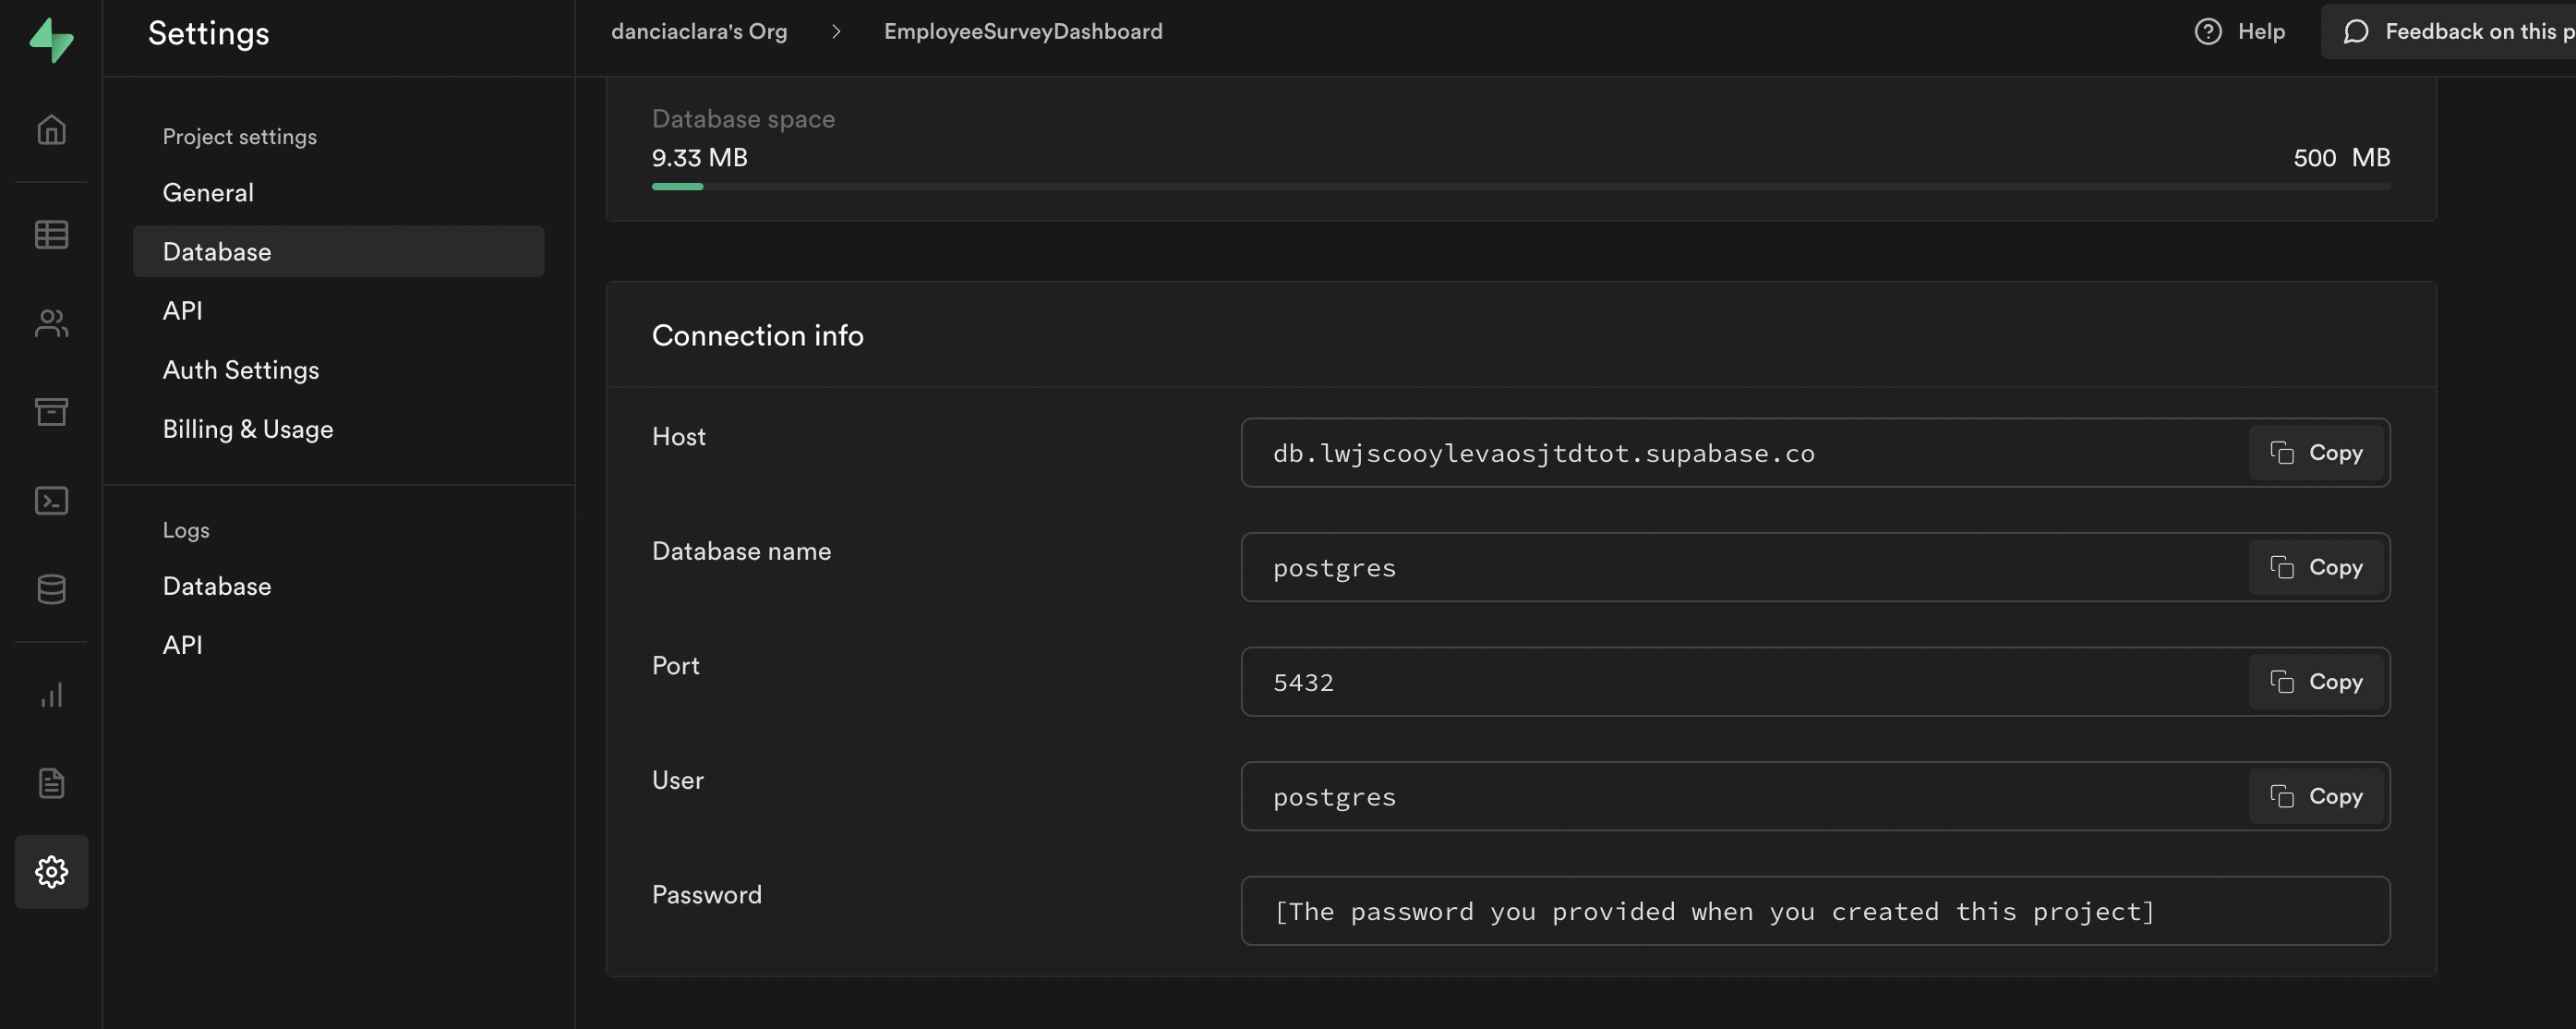 Settings
danciaclara's Org
EmployeeSurveyDashboard
Help
Feedback on this p
Project settings
General
Database
API
Auth Settings
Billing & Usage
Logs
Database
API
Database space
9.33 MB
500 MB
Connection info
Host
db.lwjscooylevaosjtdtot.supabase.co
Copy
Database name
postgres
Copy
Port
5432
Copy
User
postgres
Copy
Password
[The password you provided when you created this project]